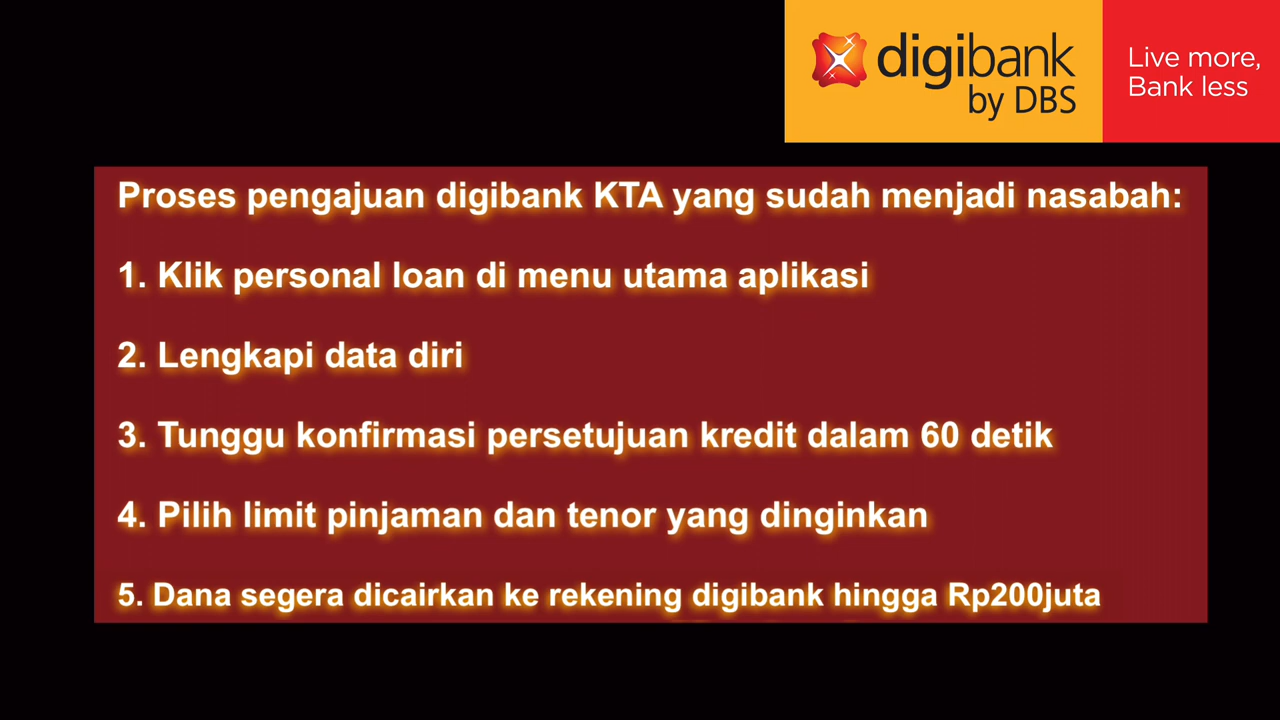 digibank
by DBS
Live more,
Bank less
Proses pengajuan digibank KTA yang sudah menjadi nasabah:
1. Klik personal loan di menu utama aplikasi
2. Lengkapi data diri
3. Tunggu konfirmasi persetujuan kredit dalam 60 detik
4. Pilih limit pinjaman dan tenor yang dinginkan
5. Dana segera dicairkan ke rekening digibank hingga Rp200juta